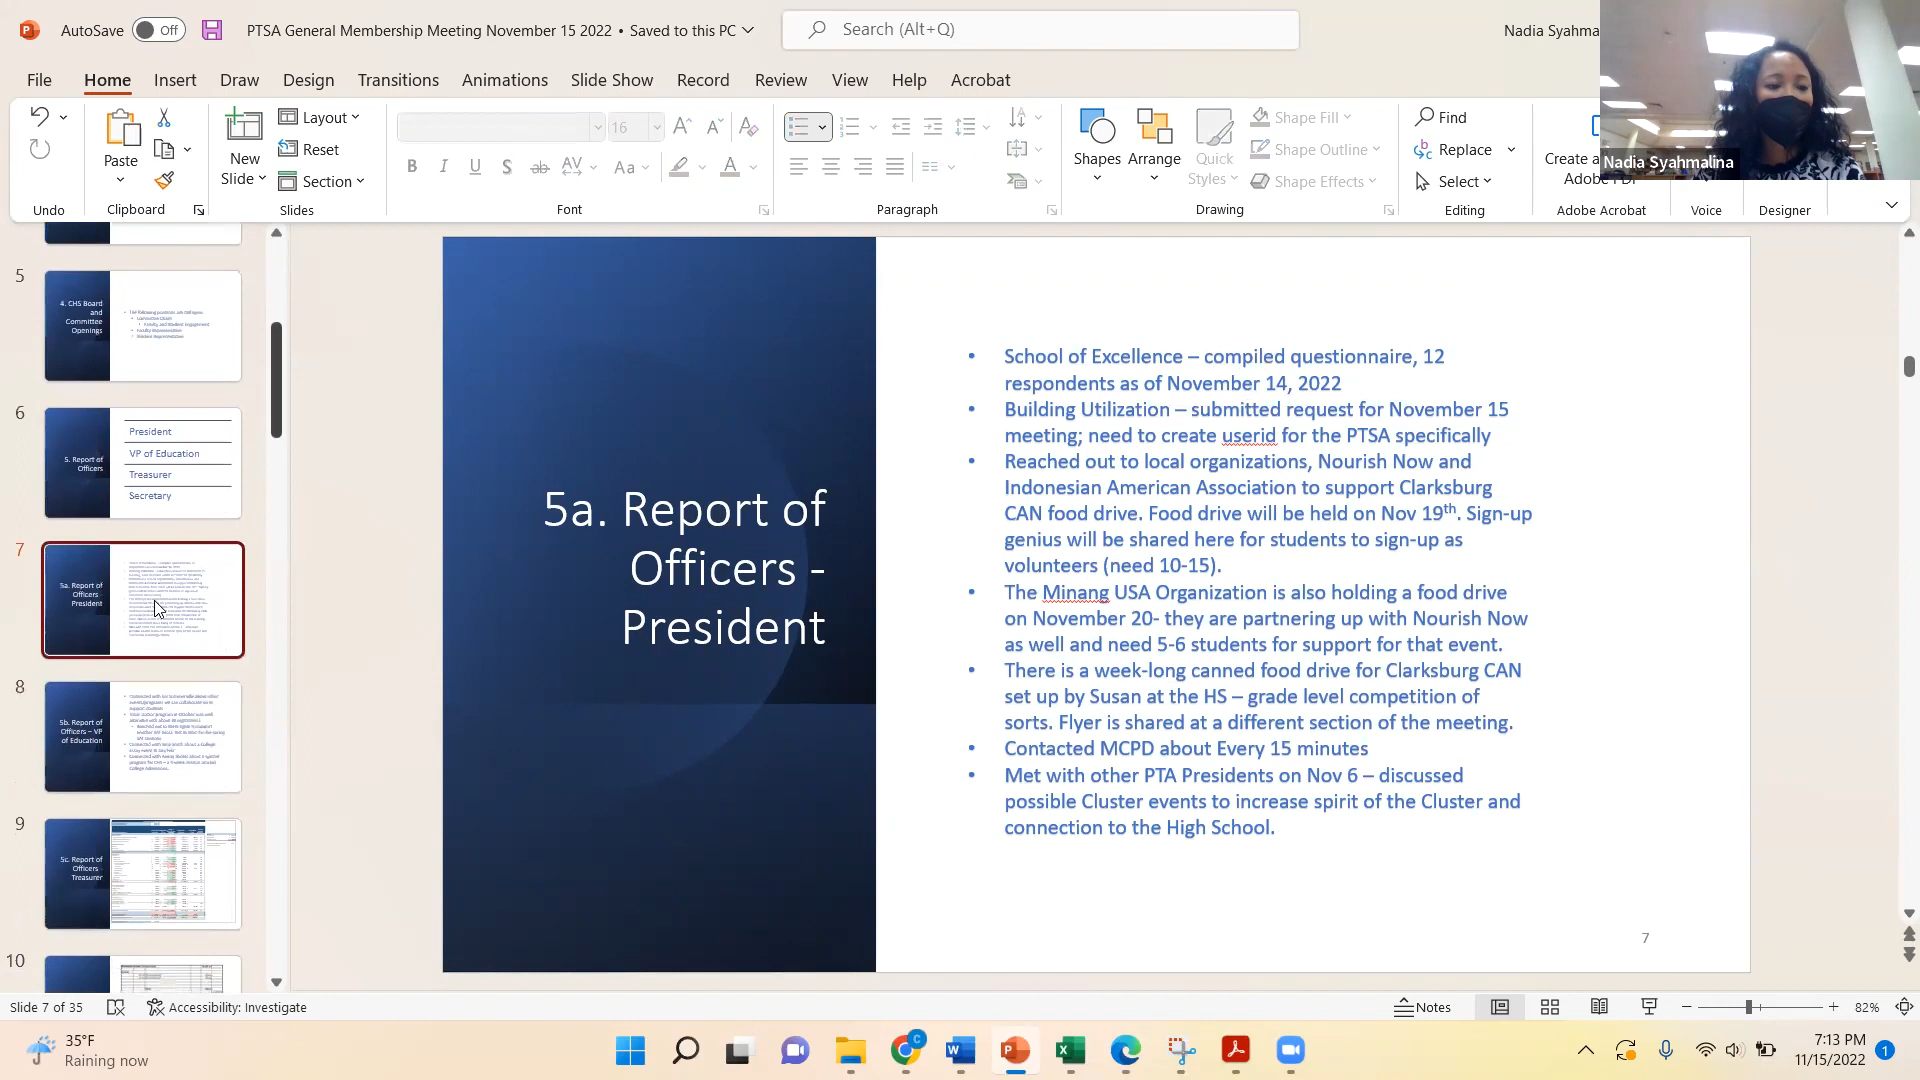 AutoSave Off PTSA General Membership Meeting November 15 2022 • Saved to this PC Search (Alt+Q) Nadia Syahma
File Home Insert Draw Design Transitions Animations Slide Show Record Review View Help Acrobat
Paste
New Slide
Layout
Reset
Section
16
Shapes
Arrange
Quick Styles
Shape Fill
Shape Outline
Shape Effects
Find
Replace
Select
Create a
Adobe PDF
Nadia Syahmalina
Undo Clipboard Slides Font Paragraph Drawing Editing Adobe Acrobat Voice Designer
5
4. CHS Board
and
Committee
Openings
6
5. Report of
Officers
President
VP of Education
Treasurer
Secretary
7
5a. Report of
Officers
President
8
5b. Report of
Officers – VP
of Education
9
5c. Report of
Officers
Treasurer
10
5a. Report of
Officers -
President
• School of Excellence – compiled questionnaire, 12
respondents as of November 14, 2022
• Building Utilization – submitted request for November 15
meeting; need to create userid for the PTSA specifically
• Reached out to local organizations, Nourish Now and
Indonesian American Association to support Clarksburg
CAN food drive. Food drive will be held on Nov 19th. Sign-up
genius will be shared here for students to sign-up as
volunteers (need 10-15).
• The Minang USA Organization is also holding a food drive
on November 20- they are partnering up with Nourish Now
as well and need 5-6 students for support for that event.
• There is a week-long canned food drive for Clarksburg CAN
set up by Susan at the HS – grade level competition of
sorts. Flyer is shared at a different section of the meeting.
• Contacted MCPD about Every 15 minutes
• Met with other PTA Presidents on Nov 6 – discussed
possible Cluster events to increase spirit of the Cluster and
connection to the High School.
7
Slide 7 of 35 Accessibility: Investigate Notes 82%
35°F
Raining now
7:13 PM
11/15/2022
1